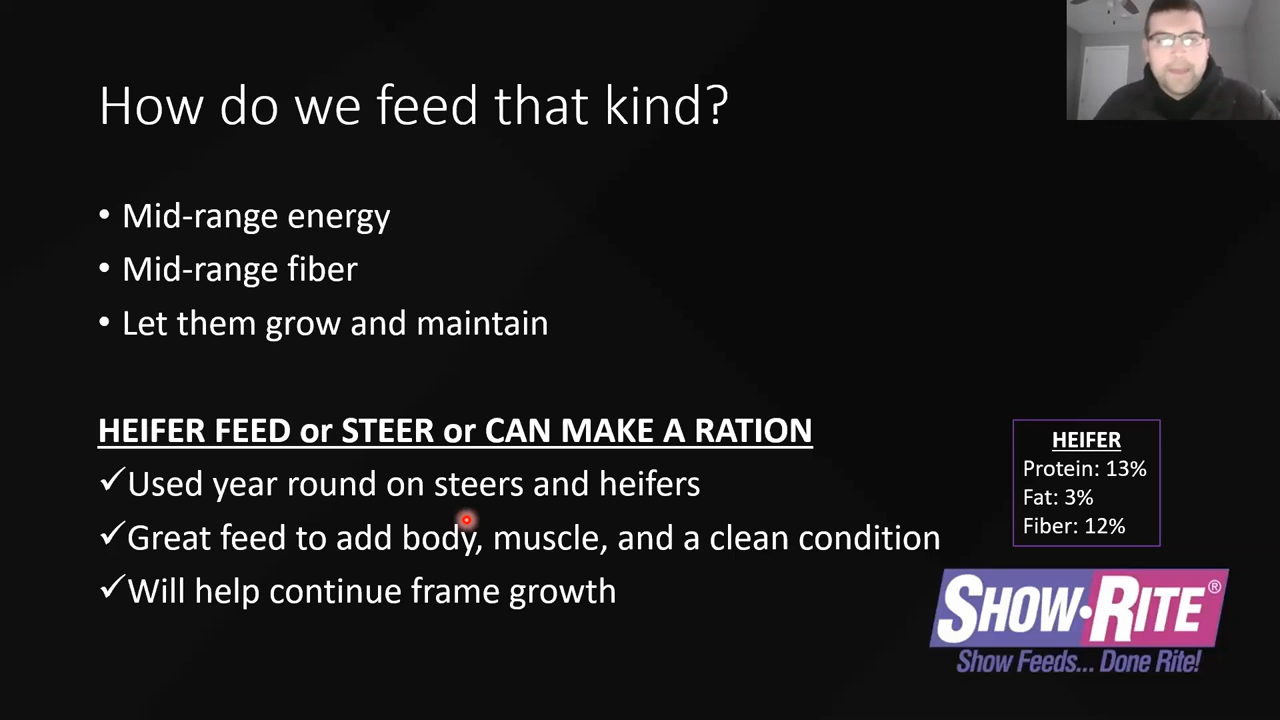 How do we feed that kind?
• Mid-range energy
• Mid-range fiber
• Let them grow and maintain
HEIFER FEED or STEER or CAN MAKE A RATION
✓Used year round on steers and heifers
✓Great feed to add body, muscle, and a clean condition
✓Will help continue frame growth
HEIFER
Protein: 13%
Fat: 3%
Fiber: 12%
SHOW•RITE®
Show Feeds... Done Rite!